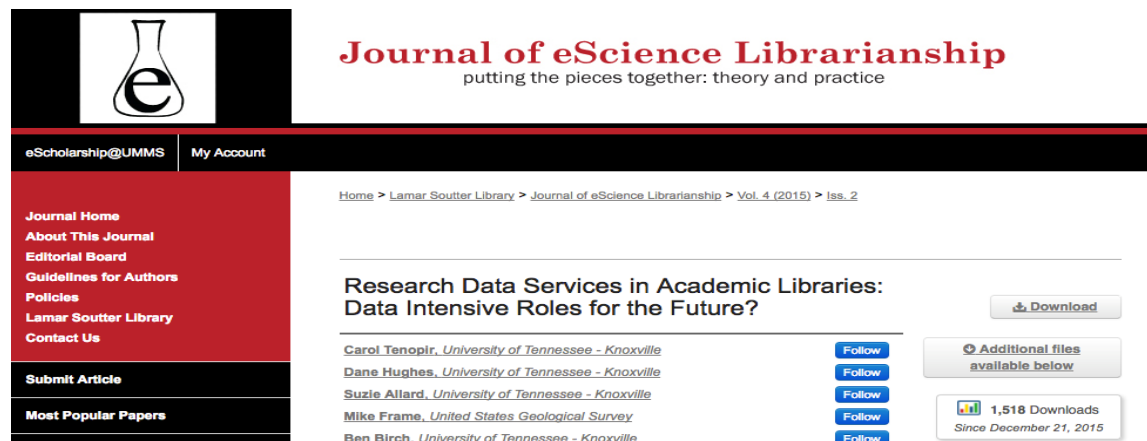 e
Journal of eScience Librarianship
putting the pieces together: theory and practice
eScholarship@UMMS
My Account
Journal Home
About This Journal
Editorial Board
Guidelines for Authors
Policies
Lamar Soutter Library
Contact Us
Submit Article
Most Popular Papers
Home > Lamar Soutter Library > Journal of eScience Librarianship > Vol. 4 (2015) > Iss. 2
Research Data Services in Academic Libraries:
Data Intensive Roles for the Future?
Carol Tenopir, University of Tennessee - Knoxville Follow
Dane Hughes, University of Tennessee - Knoxville Follow
Suzie Allard, University of Tennessee - Knoxville Follow
Mike Frame, United States Geological Survey Follow
Ben Birch, University of Tennessee - Knoxville Follow
Download
Additional files
available below
1,518 Downloads
Since December 21, 2015